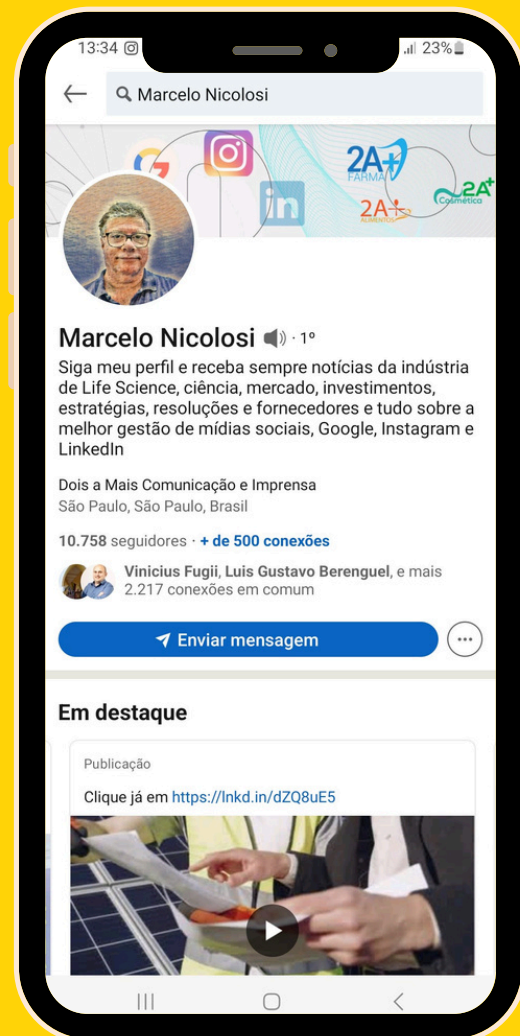 13:34 23%
Marcelo Nicolosi
2A+
FARMA
in
2A+
ALIMENTOS
2A+
Cosmética
Marcelo Nicolosi · 1º
Siga meu perfil e receba sempre notícias da indústria
de Life Science, ciência, mercado, investimentos,
estratégias, resoluções e fornecedores e tudo sobre a
melhor gestão de mídias sociais, Google, Instagram e
LinkedIn
Dois a Mais Comunicação e Imprensa
São Paulo, São Paulo, Brasil
10.758 seguidores · + de 500 conexões
Vinicius Fugii, Luis Gustavo Berenguel, e mais
2.217 conexões em comum
Enviar mensagem
Em destaque
Publicação
Clique já em https://lnkd.in/dZQ8uE5